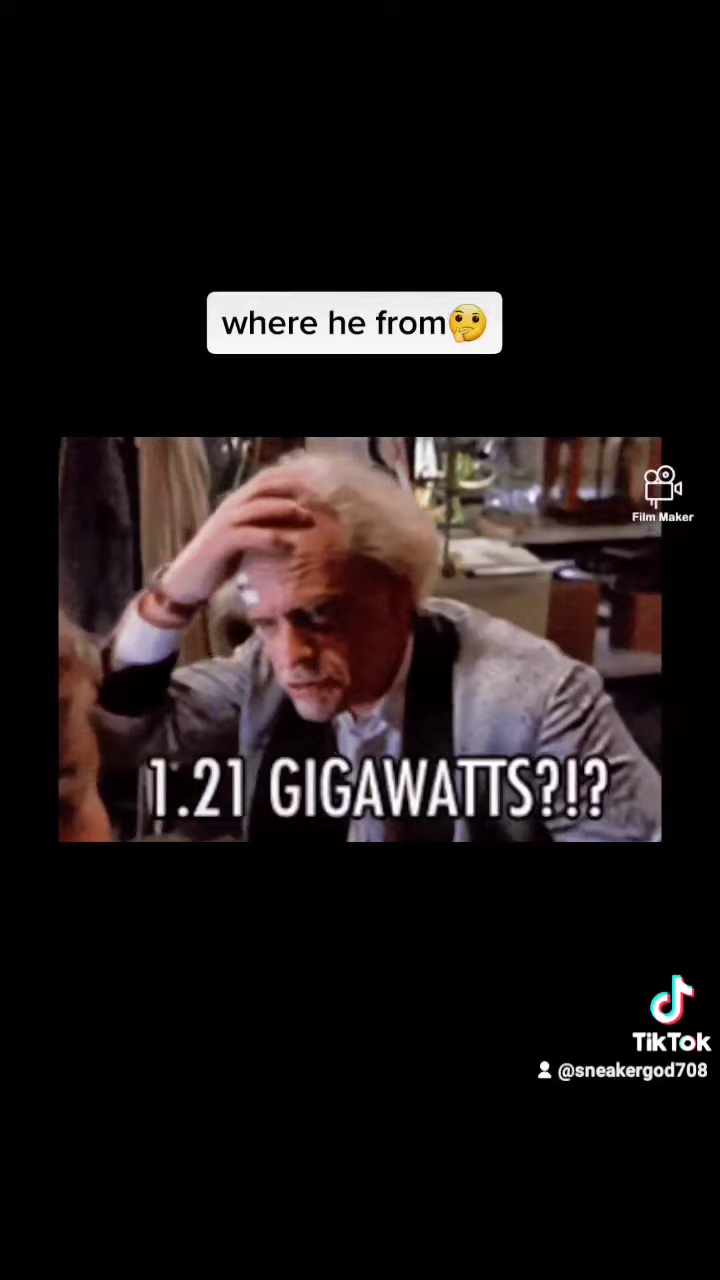 where he from🤔
Film Maker
1.21 GIGAWATTS?!?
TikTok
@sneakergod708